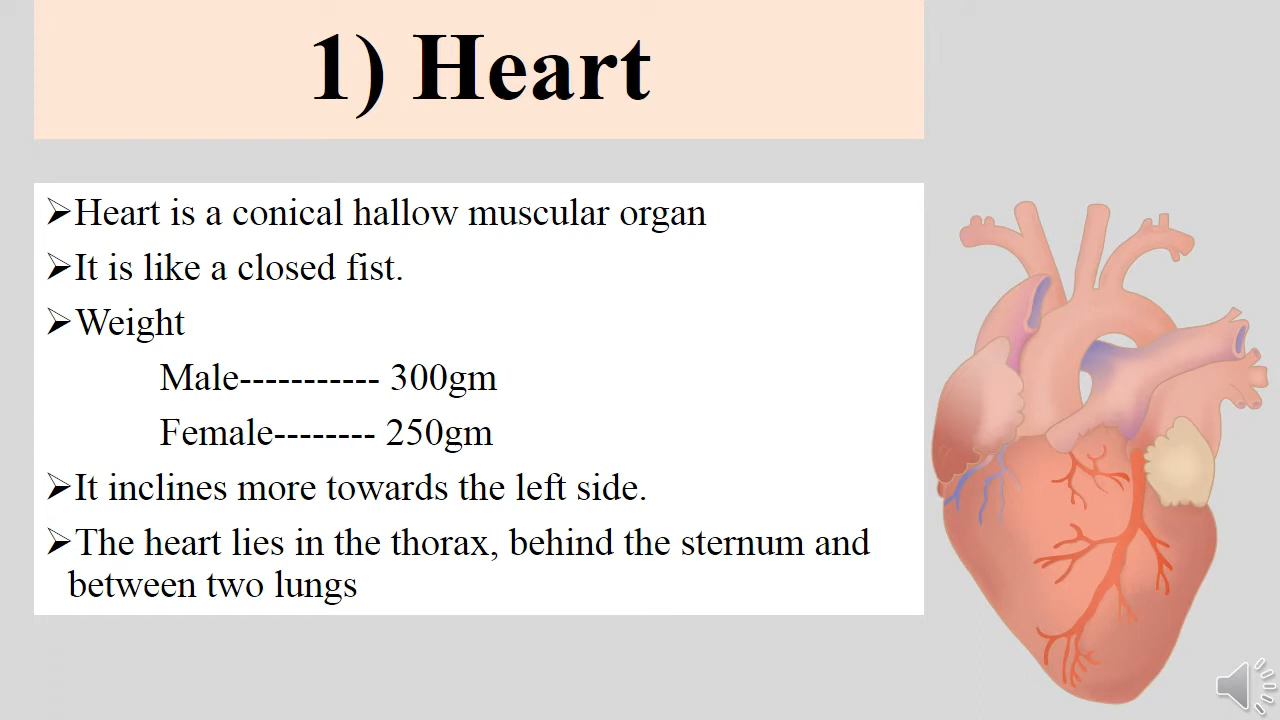 1) Heart
➢Heart is a conical hallow muscular organ
➢It is like a closed fist.
➢Weight
Male----------- 300gm
Female-------- 250gm
➢It inclines more towards the left side.
➢The heart lies in the thorax, behind the sternum and
between two lungs